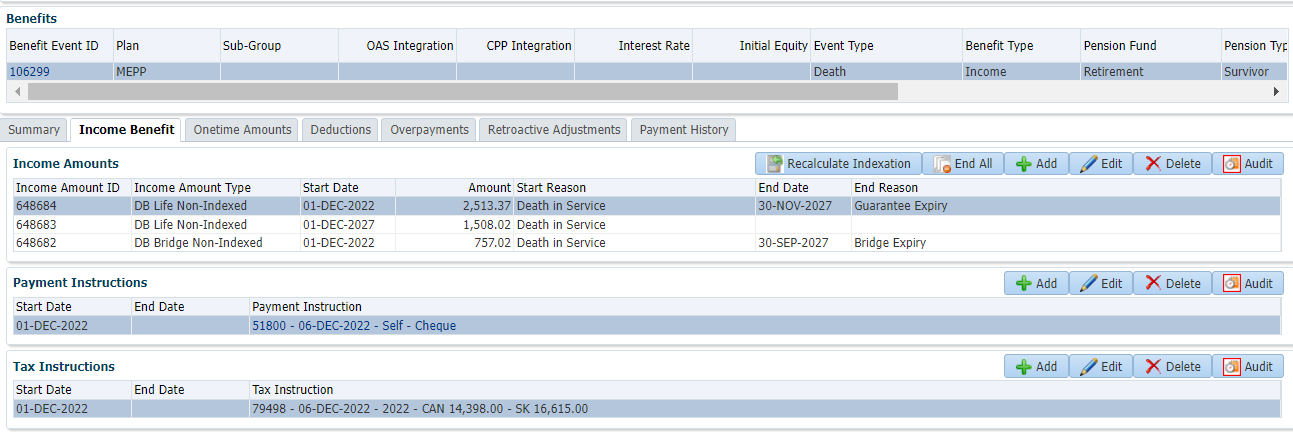 Benefits
Benefit Event ID Plan Sub-Group OAS Integration CPP Integration Interest Rate Initial Equity Event Type Benefit Type Pension Fund Pension Typ
106299 MEPP Death Income Retirement Survivor
Summary Income Benefit Onetime Amounts Deductions Overpayments Retroactive Adjustments Payment History
Income Amounts Recalculate Indexation End All Add Edit Delete Audit
Income Amount ID Income Amount Type Start Date Amount Start Reason End Date End Reason
648684 DB Life Non-Indexed 01-DEC-2022 2,513.37 Death in Service 30-NOV-2027 Guarantee Expiry
648683 DB Life Non-Indexed 01-DEC-2027 1,508.02 Death in Service
648682 DB Bridge Non-Indexed 01-DEC-2022 757.02 Death in Service 30-SEP-2027 Bridge Expiry
Payment Instructions Add Edit Delete Audit
Start Date End Date Payment Instruction
01-DEC-2022 51800 - 06-DEC-2022 - Self - Cheque
Tax Instructions Add Edit Delete Audit
Start Date End Date Tax Instruction
01-DEC-2022 79498 - 06-DEC-2022 - 2022 - CAN 14,398.00 - SK 16,615.00